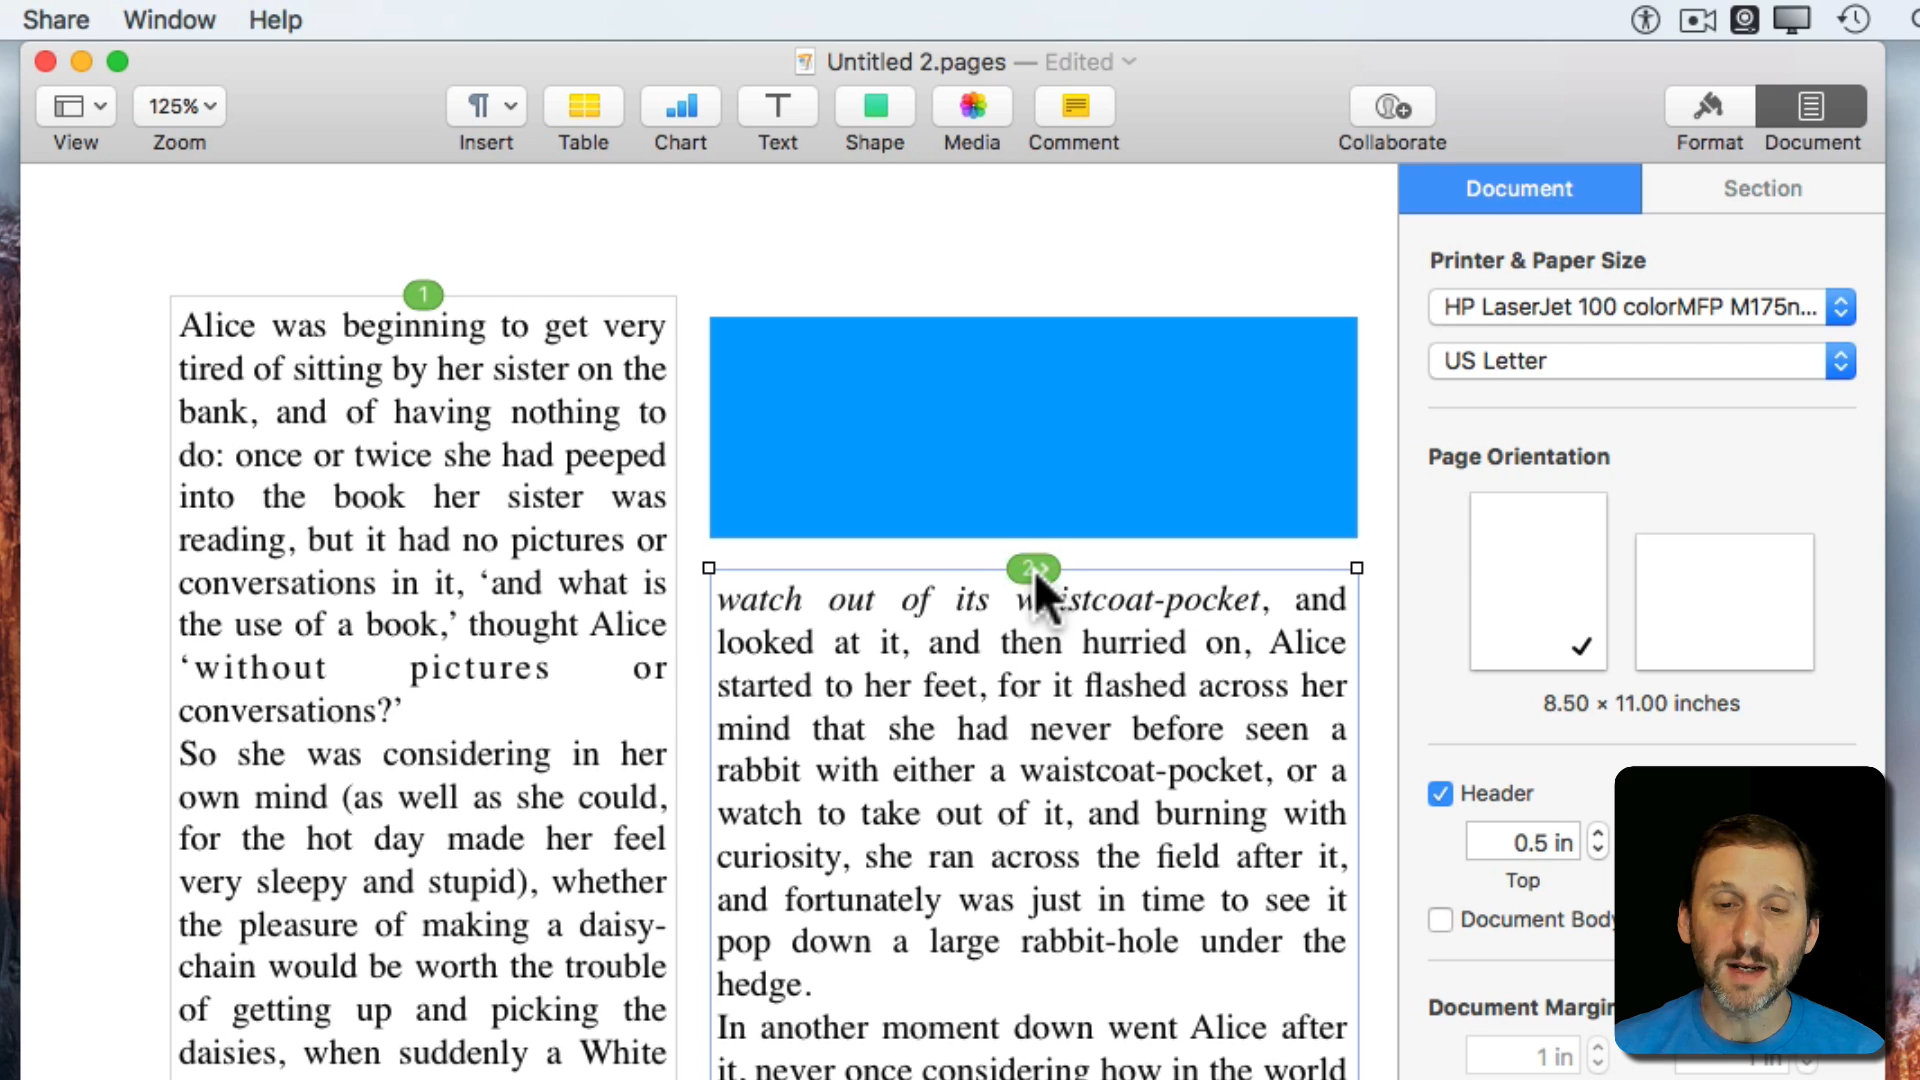 Share Window Help
Untitled 2.pages — Edited
125%
View Zoom Insert Table Chart Text Shape Media Comment Collaborate Format Document
Document Section
Printer & Paper Size
HP LaserJet 100 colorMFP M175n...
US Letter
Page Orientation
8.50 × 11.00 inches
Header
0.5 in
Top
Document Body
Document Margin
1 in
1
Alice was beginning to get very
tired of sitting by her sister on the
bank, and of having nothing to
do: once or twice she had peeped
into the book her sister was
reading, but it had no pictures or
conversations in it, ‘and what is
the use of a book,’ thought Alice
‘without pictures or
conversations?’
So she was considering in her
own mind (as well as she could,
for the hot day made her feel
very sleepy and stupid), whether
the pleasure of making a daisy-
chain would be worth the trouble
of getting up and picking the
daisies, when suddenly a White
2
watch out of its waistcoat-pocket, and
looked at it, and then hurried on, Alice
started to her feet, for it flashed across her
mind that she had never before seen a
rabbit with either a waistcoat-pocket, or a
watch to take out of it, and burning with
curiosity, she ran across the field after it,
and fortunately was just in time to see it
pop down a large rabbit-hole under the
hedge.
In another moment down went Alice after
it, never once considering how in the world